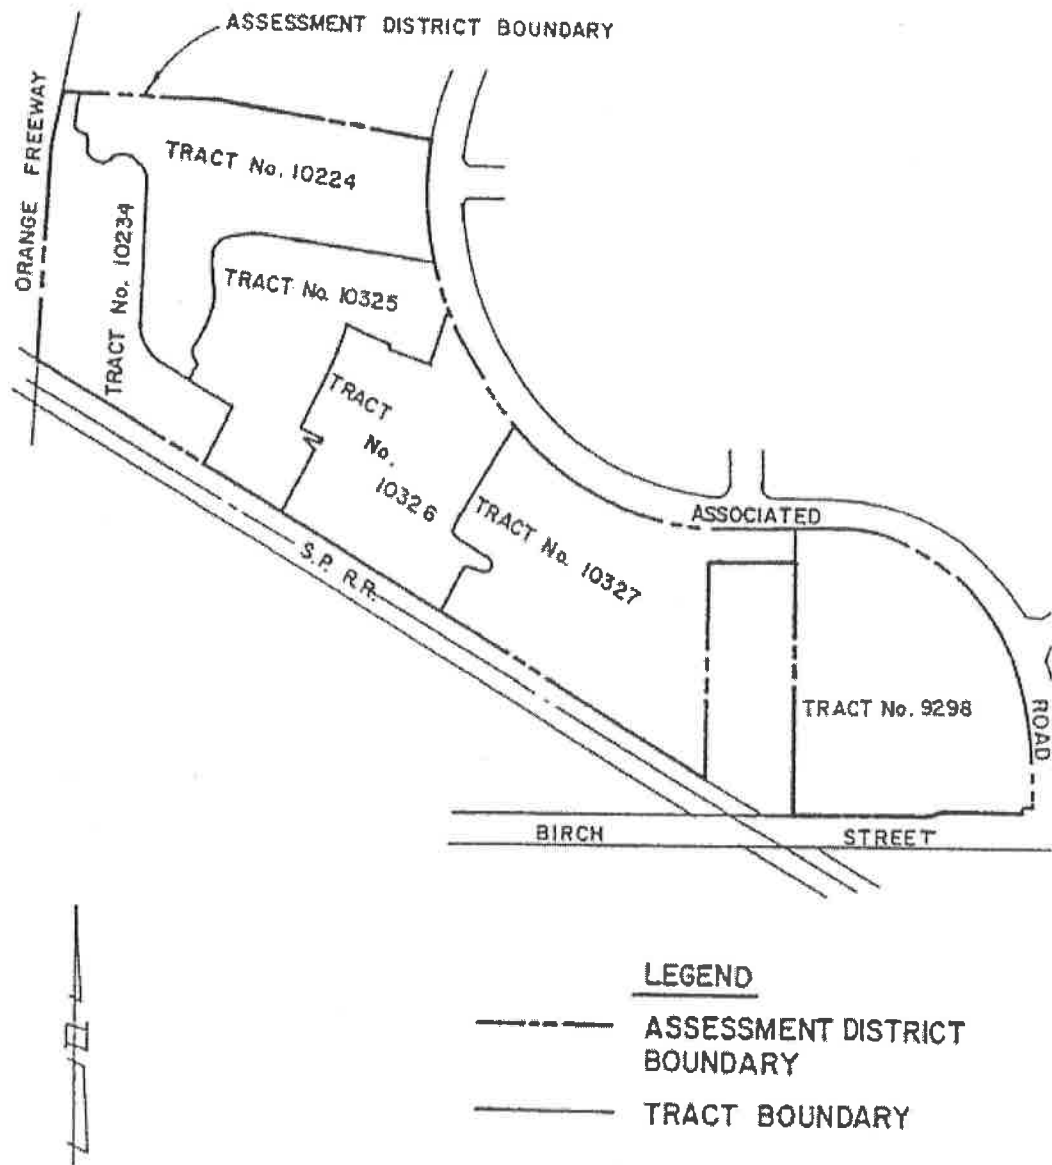 ASSESSMENT DISTRICT BOUNDARY
ORANGE FREEWAY
TRACT No. 10224
TRACT No. 10234
TRACT No. 10325
TRACT
No.
10326
TRACT No. 10327
ASSOCIATED
S.P. R.R.
TRACT No. 9298
ROAD
BIRCH STREET
N
LEGEND
ASSESSMENT DISTRICT
BOUNDARY
TRACT BOUNDARY